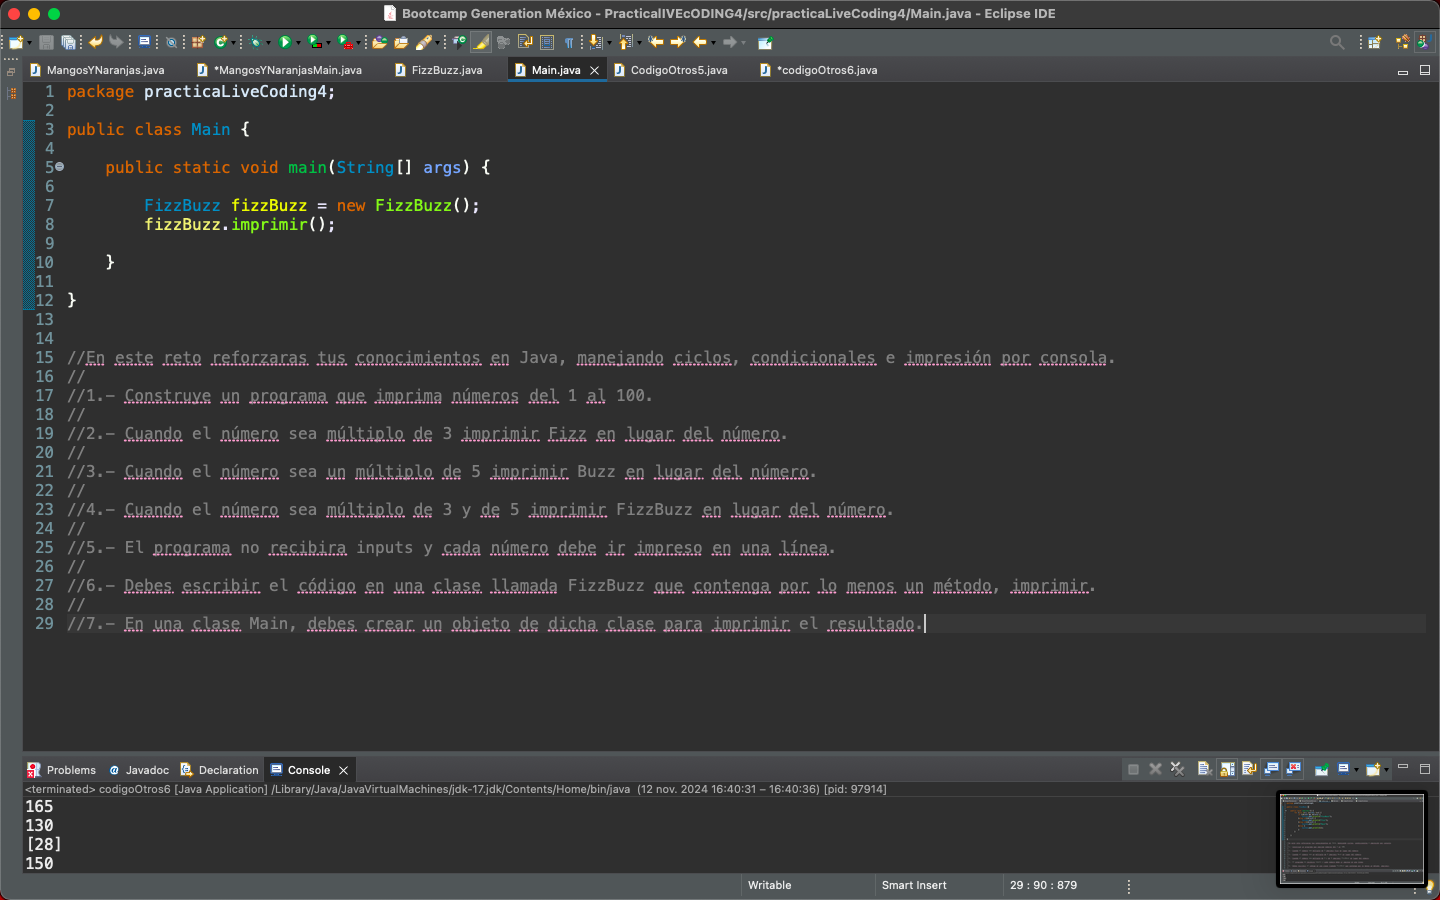 Bootcamp Generation México - PracticalIVEcODING4/src/practicaLiveCoding4/Main.java - Eclipse IDE
MangosYNaranjas.java *MangosYNaranjasMain.java FizzBuzz.java Main.java CodigoOtros5.java *codigoOtros6.java
1 package practicaLiveCoding4;
2
3 public class Main {
4
5 public static void main(String[] args) {
6
7 FizzBuzz fizzBuzz = new FizzBuzz();
8 fizzBuzz.imprimir();
9
10 }
11
12 }
13
14
15 //En este reto reforzaras tus conocimientos en Java, manejando ciclos, condicionales e impresión por consola.
16 //
17 //1.- Construye un programa que imprima números del 1 al 100.
18 //
19 //2.- Cuando el número sea múltiplo de 3 imprimir Fizz en lugar del número.
20 //
21 //3.- Cuando el número sea un múltiplo de 5 imprimir Buzz en lugar del número.
22 //
23 //4.- Cuando el número sea múltiplo de 3 y de 5 imprimir FizzBuzz en lugar del número.
24 //
25 //5.- El programa no recibira inputs y cada número debe ir impreso en una línea.
26 //
27 //6.- Debes escribir el código en una clase llamada FizzBuzz que contenga por lo menos un método, imprimir.
28 //
29 //7.- En una clase Main, debes crear un objeto de dicha clase para imprimir el resultado.
Problems Javadoc Declaration Console
<terminated> codigoOtros6 [Java Application] /Library/Java/JavaVirtualMachines/jdk-17.jdk/Contents/Home/bin/java (12 nov. 2024 16:40:31 – 16:40:36) [pid: 97914]
165
130
[28]
150
Writable Smart Insert 29 : 90 : 879